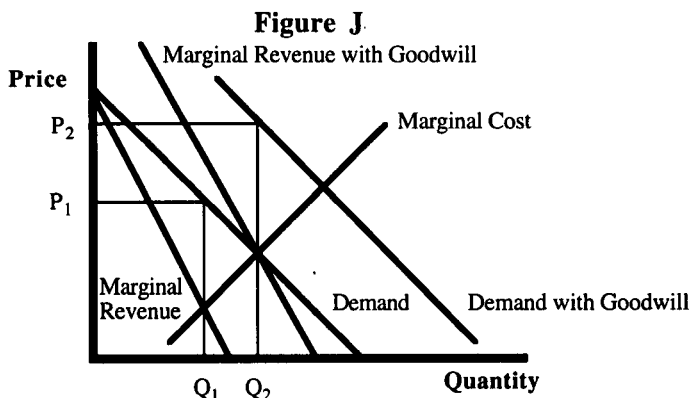 Figure J
Marginal Revenue with Goodwill
Price
P2
Marginal Cost
P1
Marginal
Revenue
Demand
Demand with Goodwill
Q1
Q2
Quantity